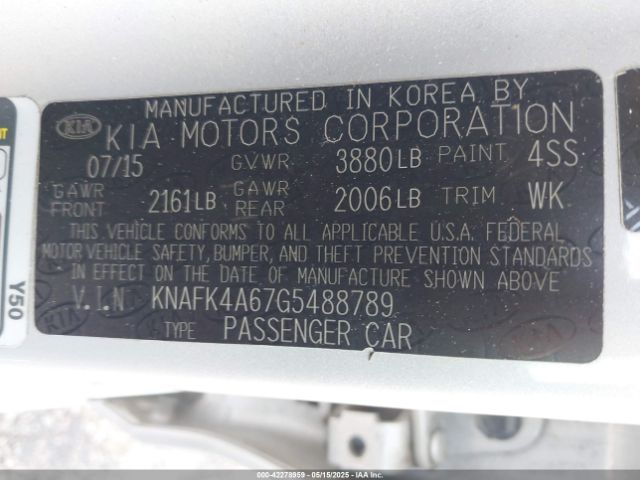 MANUFACTURED IN KOREA BY
KIA KIA MOTORS CORPORATION
07/15 GVWR 3880LB PAINT 4SS
GAWR FRONT 2161LB GAWR REAR 2006LB TRIM WK
THIS VEHICLE CONFORMS TO ALL APPLICABLE U.S.A. FEDERAL
MOTOR VEHICLE SAFETY, BUMPER, AND THEFT PREVENTION STANDARDS
IN EFFECT ON THE DATE OF MANUFACTURE SHOWN ABOVE
V.I.N KNAFK4A67G5488789
TYPE PASSENGER CAR
Y50
000-42278959 - 05/15/2025 - IAA Inc.